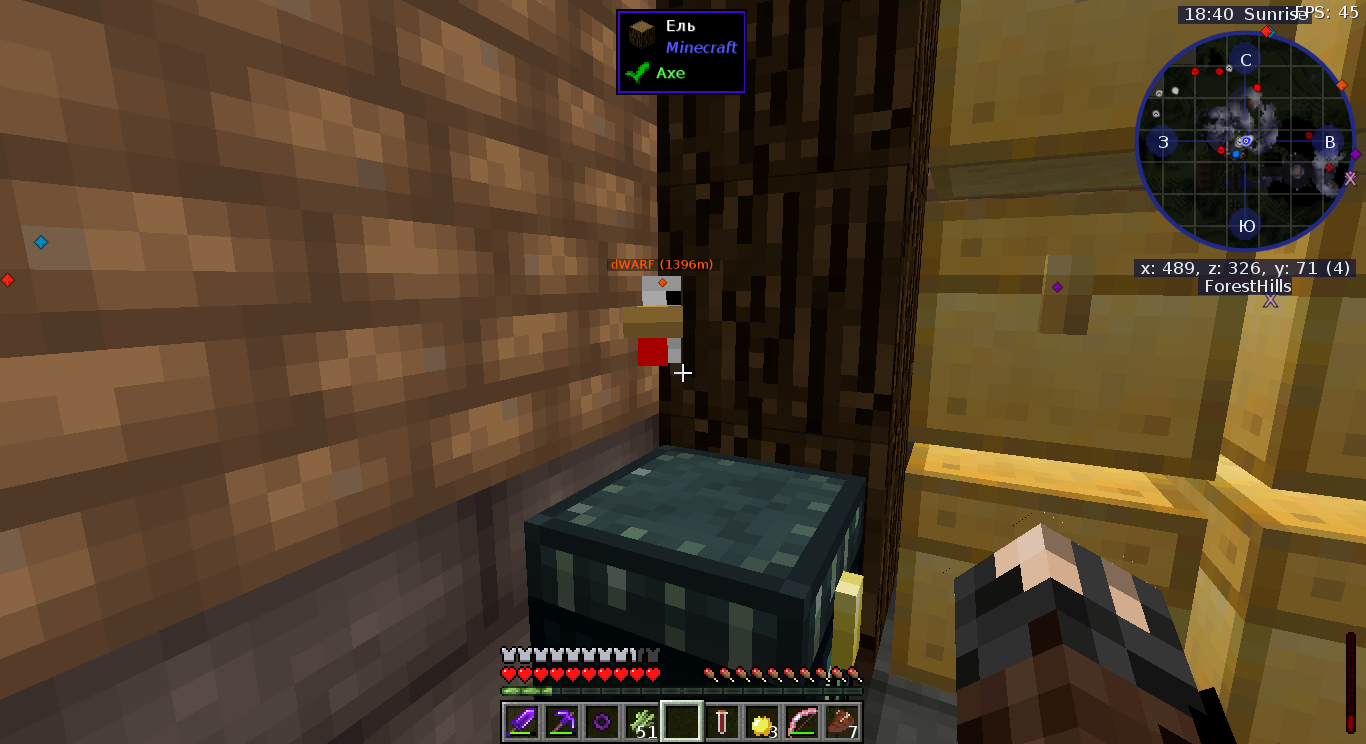 Ель
Minecraft
Axe
18:40 Sunrise
FPS: 45
С
З
В
Ю
x: 489, z: 326, y: 71 (4)
ForestHills
dWARF (1396m)
51
3
7